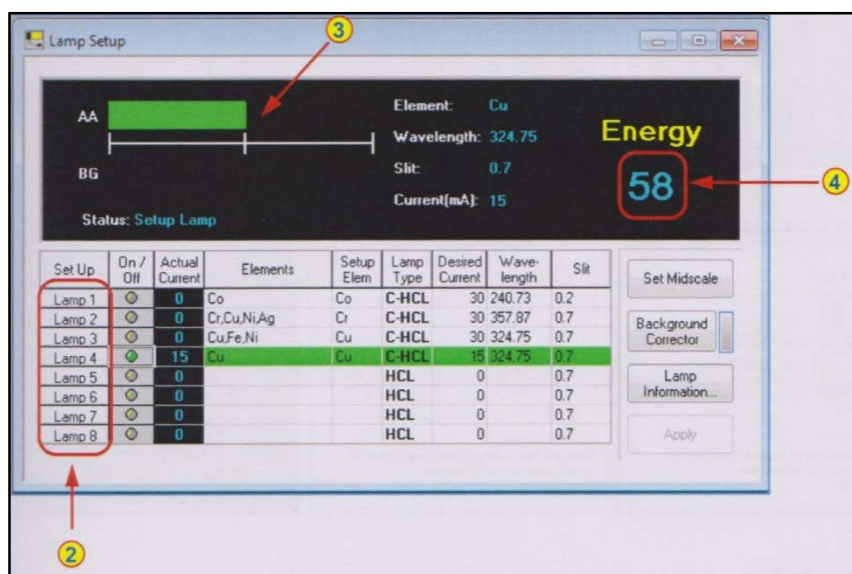 Lamp Setup
3
AA
BG
Status: Setup Lamp
Element: Cu
Wavelength: 324.75
Slit: 0.7
Current(mA): 15
Energy
58
4
Set Up On / Off Actual Current Elements Setup Elem Lamp Type Desired Current Wave- length Slit
Lamp 1 0 Co Co C-HCL 30 240.73 0.2
Lamp 2 0 Cr,Cu,Ni,Ag Cr C-HCL 30 357.87 0.7
Lamp 3 0 Cu,Fe,Ni Cu C-HCL 30 324.75 0.7
Lamp 4 15 Cu Cu C-HCL 15 324.75 0.7
Lamp 5 0 HCL 0 0.7
Lamp 6 0 HCL 0 0.7
Lamp 7 0 HCL 0 0.7
Lamp 8 0 HCL 0 0.7
Set Midscale
Background
Corrector
Lamp
Information...
Apply
2